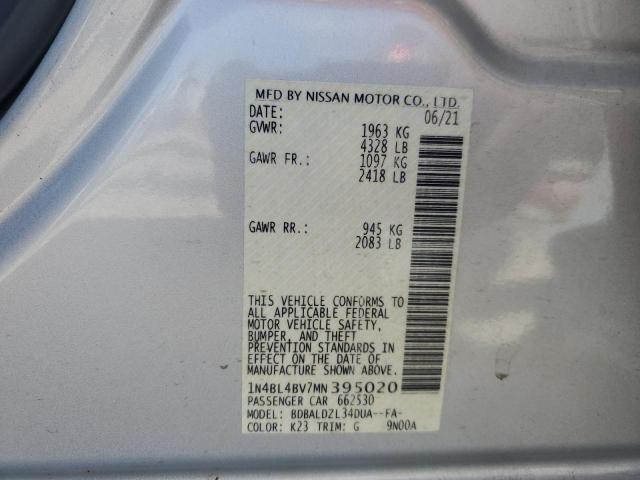 MFD BY NISSAN MOTOR CO., LTD.
DATE: 06/21
GVWR: 1963 KG
4328 LB
GAWR FR.: 1097 KG
2418 LB
GAWR RR.: 945 KG
2083 LB
THIS VEHICLE CONFORMS TO
ALL APPLICABLE FEDERAL
MOTOR VEHICLE SAFETY,
BUMPER, AND THEFT
PREVENTION STANDARDS IN
EFFECT ON THE DATE OF
MANUFACTURE SHOWN ABOVE.
1N4BL4BV7MN395020
PASSENGER CAR 662530
MODEL: BDBALDZL34DUA--FA-
COLOR: K23 TRIM: G 9N00A